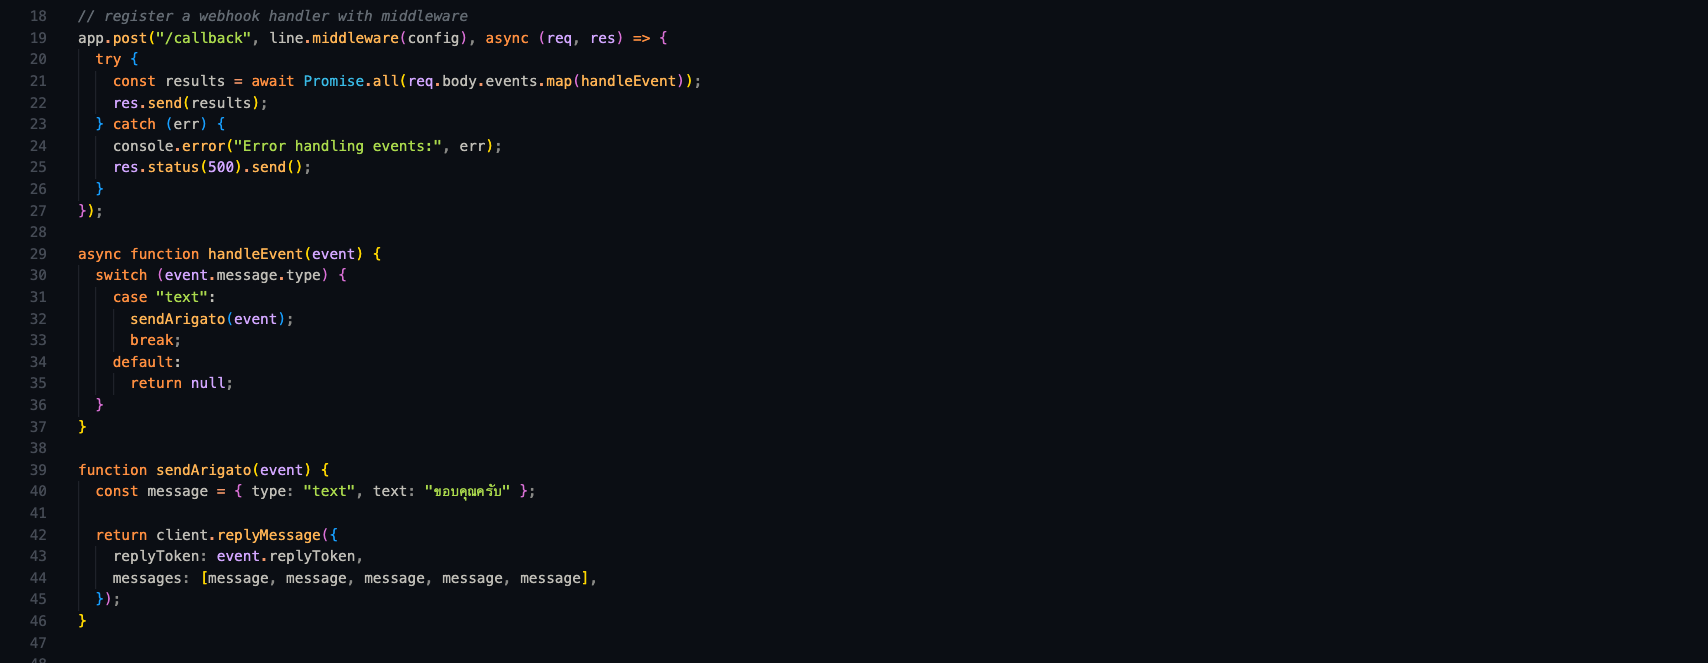 18 // register a webhook handler with middleware
19 app.post("/callback", line.middleware(config), async (req, res) => {
20   try {
21     const results = await Promise.all(req.body.events.map(handleEvent));
22     res.send(results);
23   } catch (err) {
24     console.error("Error handling events:", err);
25     res.status(500).send();
26   }
27 });
28
29 async function handleEvent(event) {
30   switch (event.message.type) {
31     case "text":
32       sendArigato(event);
33       break;
34     default:
35       return null;
36   }
37 }
38
39 function sendArigato(event) {
40   const message = { type: "text", text: "ขอบคุณครับ" };
41
42   return client.replyMessage({
43     replyToken: event.replyToken,
44     messages: [message, message, message, message, message],
45   });
46 }
47
48